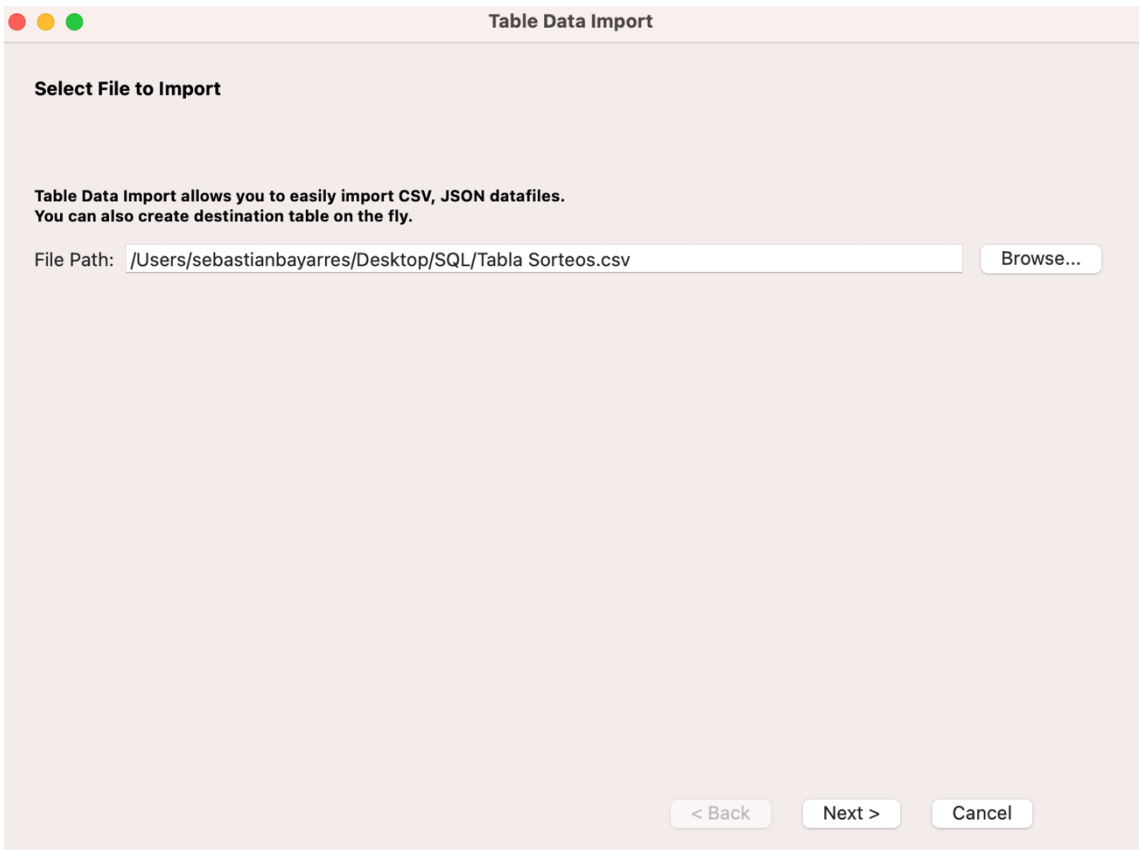 Table Data Import
Select File to Import
Table Data Import allows you to easily import CSV, JSON datafiles.
You can also create destination table on the fly.
File Path: /Users/sebastianbayarres/Desktop/SQL/Tabla Sorteos.csv Browse...
< Back Next > Cancel